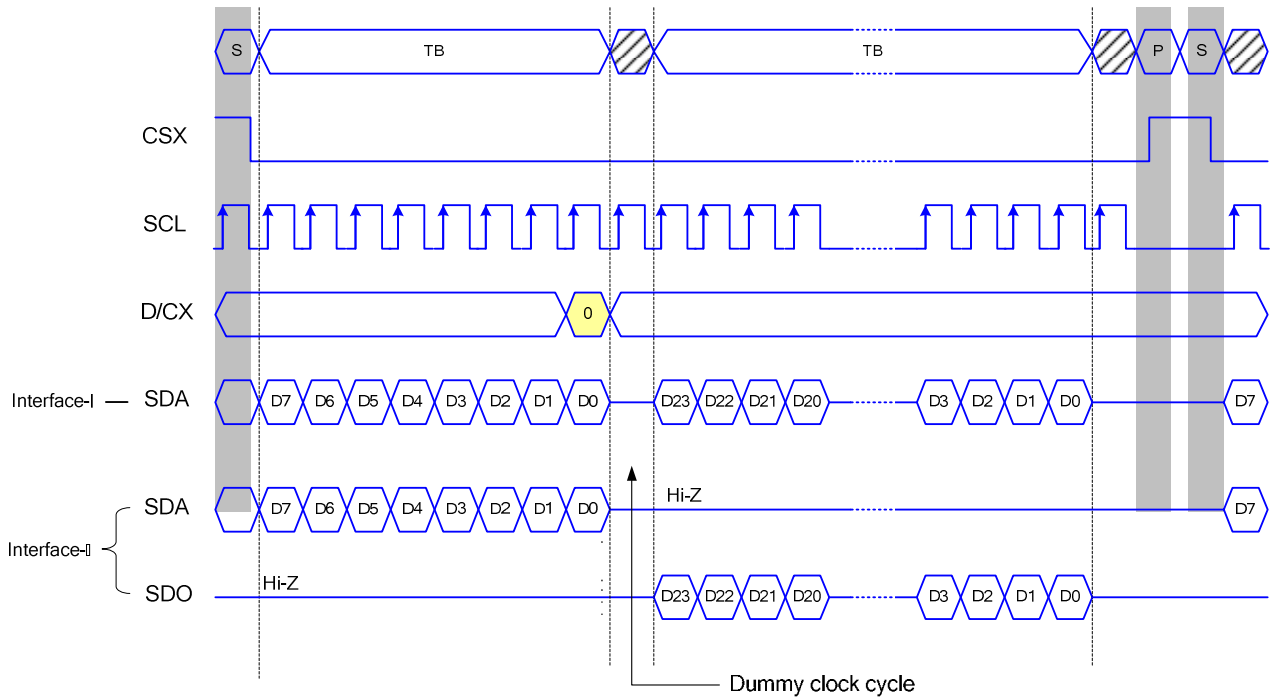 S TB TB P S
CSX
SCL
D/CX 0
Interface-I SDA D7 D6 D5 D4 D3 D2 D1 D0 D23 D22 D21 D20 D3 D2 D1 D0 D7
SDA D7 D6 D5 D4 D3 D2 D1 D0 Hi-Z D7
Interface-
SDO Hi-Z D23 D22 D21 D20 D3 D2 D1 D0
Dummy clock cycle